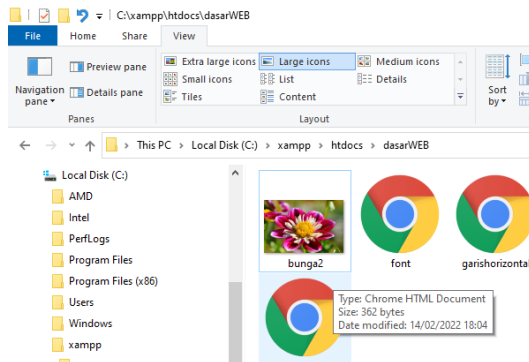 C:\xampp\htdocs\dasarWEB
File Home Share View
Preview pane
Navigation pane
Details pane
Panes
Extra large icons Large icons Medium icons
Small icons List Details
Tiles Content
Layout
Sort by
This PC > Local Disk (C:) > xampp > htdocs > dasarWEB
Local Disk (C:)
AMD
Intel
PerfLogs
Program Files
Program Files (x86)
Users
Windows
xampp
bunga2 font garishorizontal
Type: Chrome HTML Document
Size: 362 bytes
Date modified: 14/02/2022 18:04